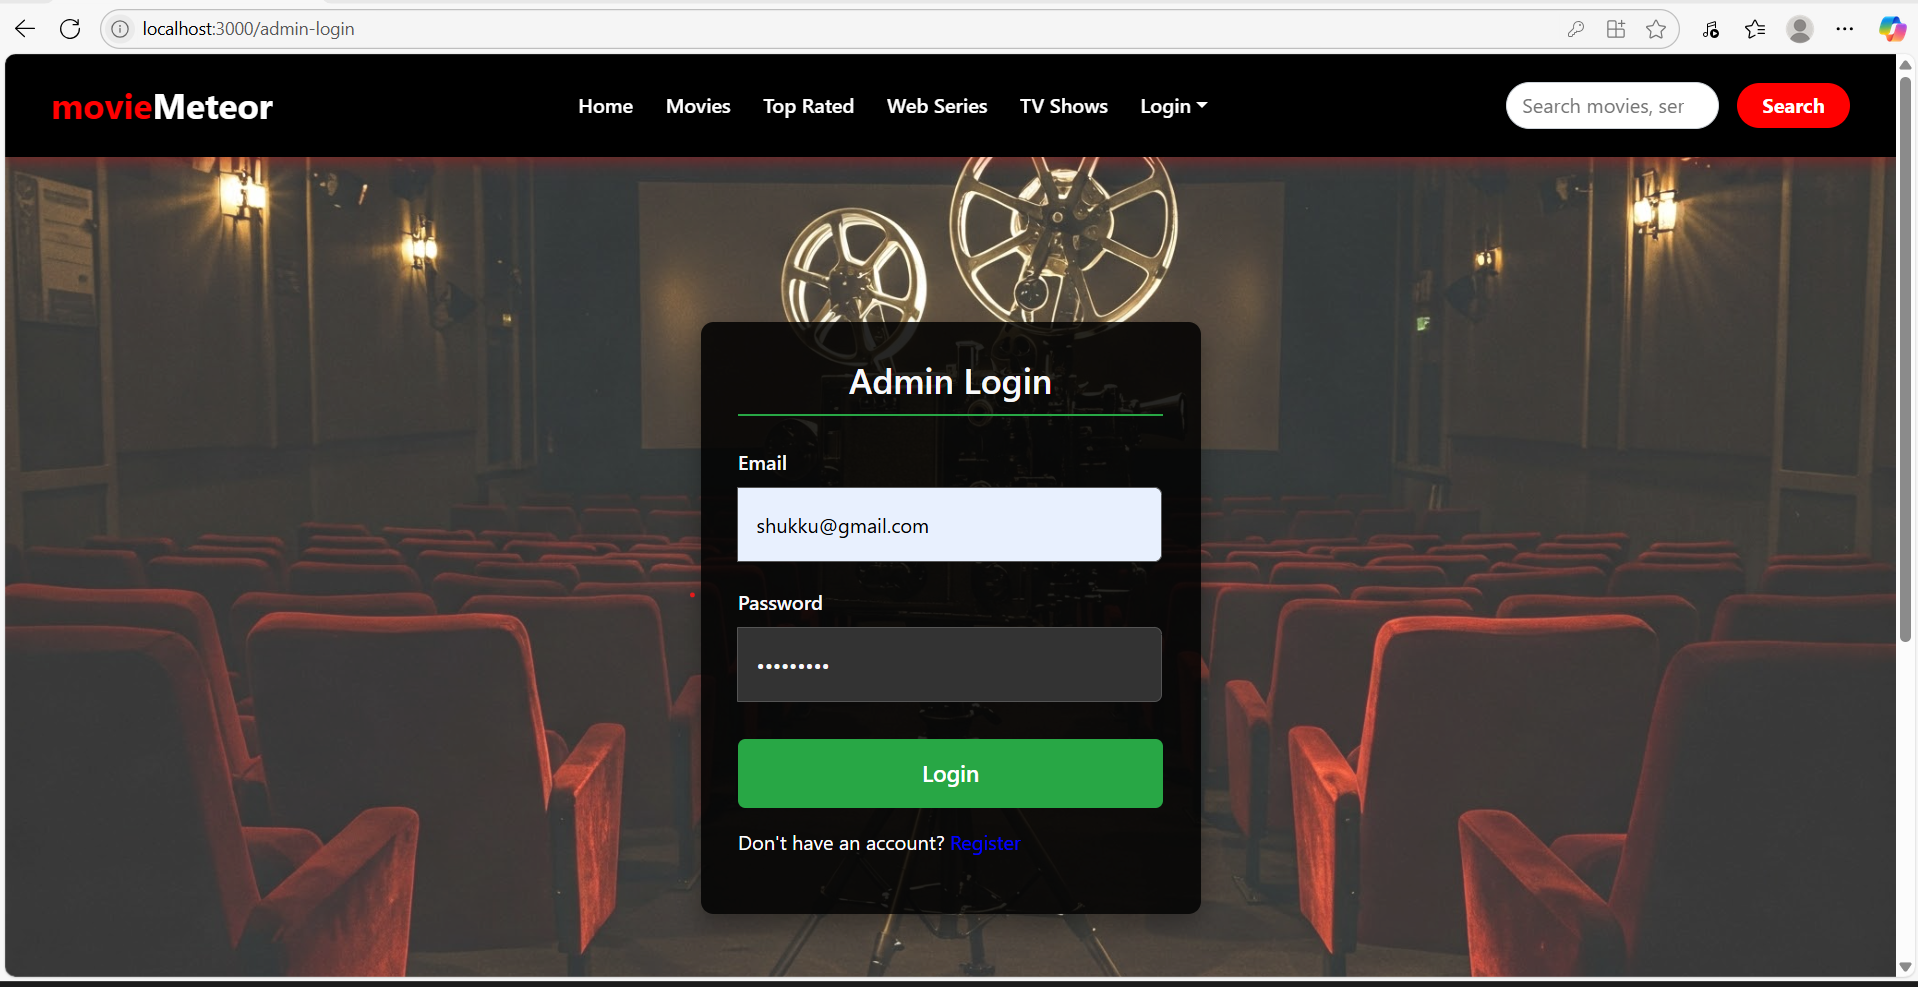 localhost:3000/admin-login
movieMeteor
Home Movies Top Rated Web Series TV Shows Login
Search movies, ser
Search
Admin Login
Email
shukku@gmail.com
Password
•••••••••
Login
Don't have an account? Register